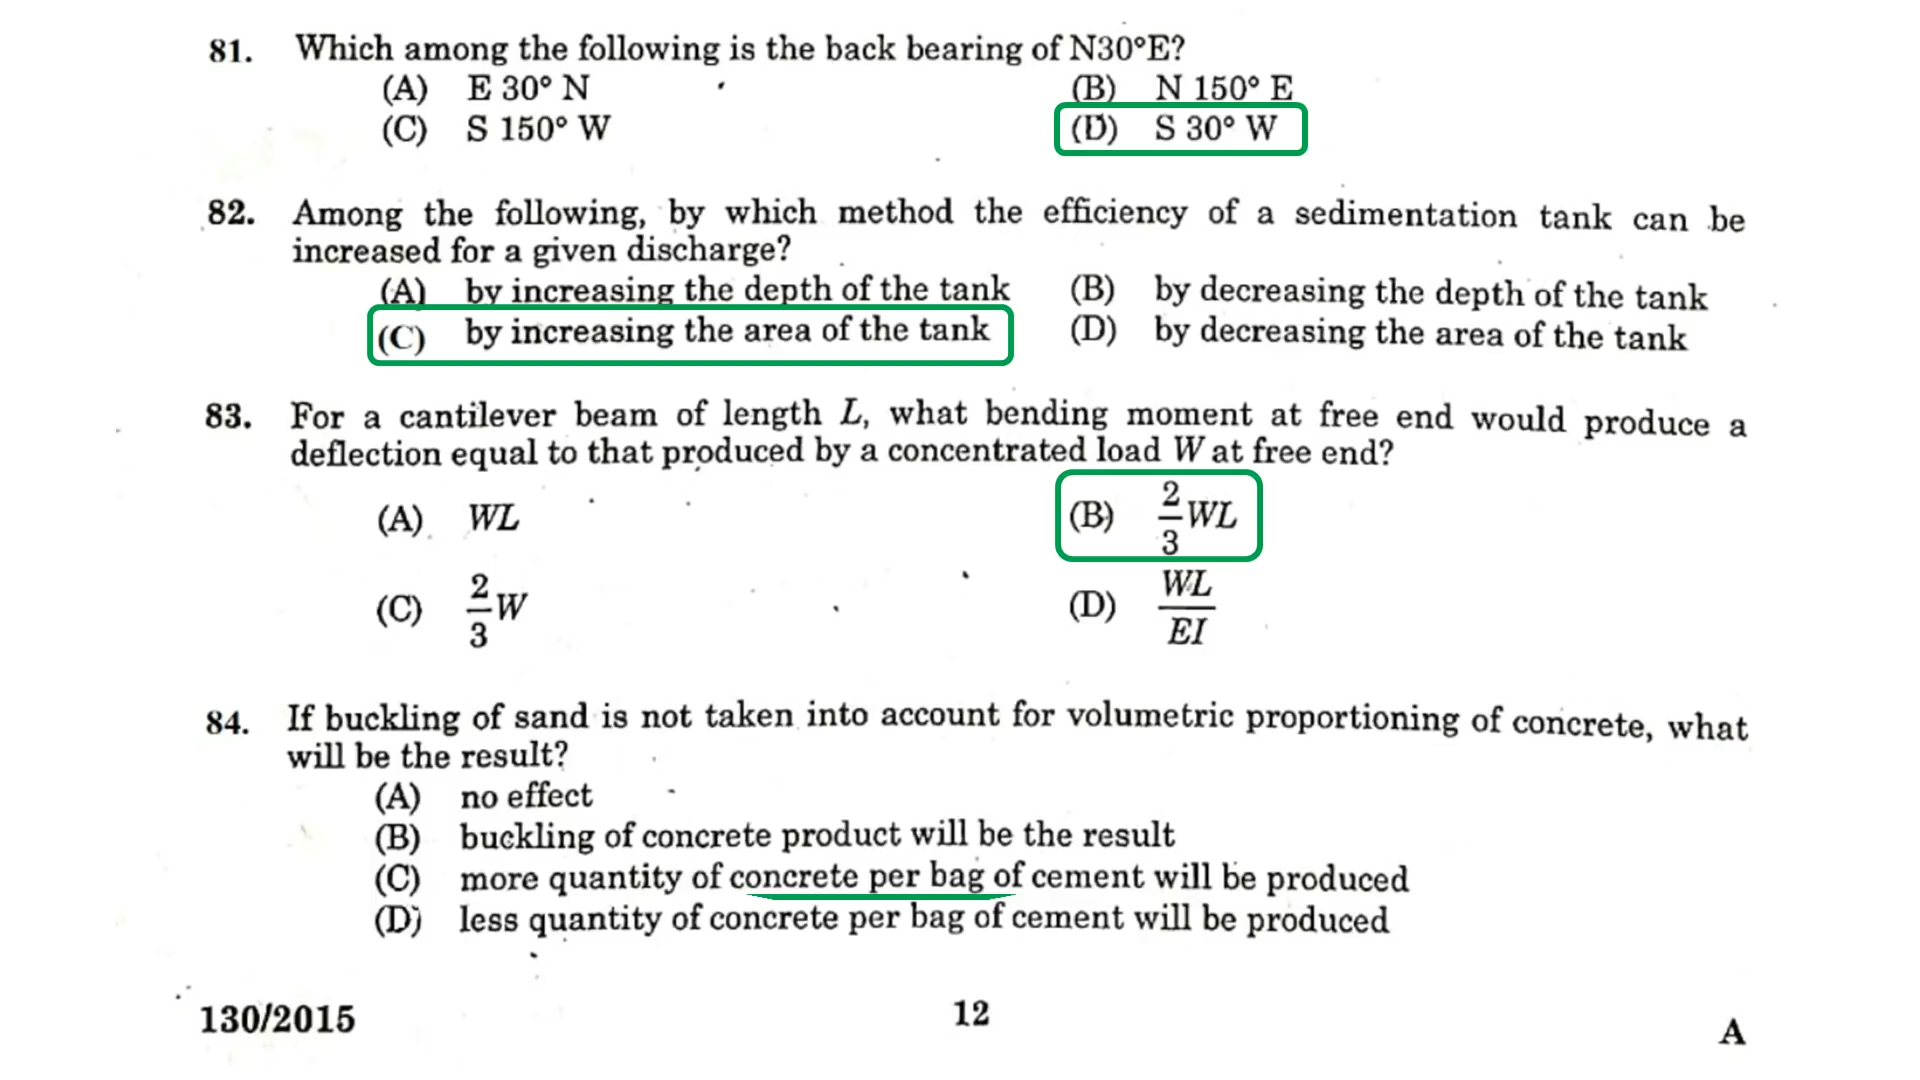 81. Which among the following is the back bearing of N30°E?
(A) E 30° N (B) N 150° E
(C) S 150° W (D) S 30° W
82. Among the following, by which method the efficiency of a sedimentation tank can be
increased for a given discharge?
(A) by increasing the depth of the tank (B) by decreasing the depth of the tank
(C) by increasing the area of the tank (D) by decreasing the area of the tank
83. For a cantilever beam of length L, what bending moment at free end would produce a
deflection equal to that produced by a concentrated load W at free end?
(A) WL (B) 2/3 WL
(C) 2/3 W (D) WL/EI
84. If buckling of sand is not taken into account for volumetric proportioning of concrete, what
will be the result?
(A) no effect
(B) buckling of concrete product will be the result
(C) more quantity of concrete per bag of cement will be produced
(D) less quantity of concrete per bag of cement will be produced
130/2015 12 A